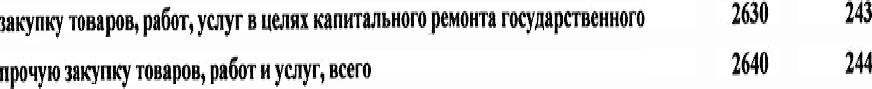 закупку товаров, работ, услуг в целях капитального ремонта государственного 2630 243
прочую закупку товаров, работ и услуг, всего 2640 244